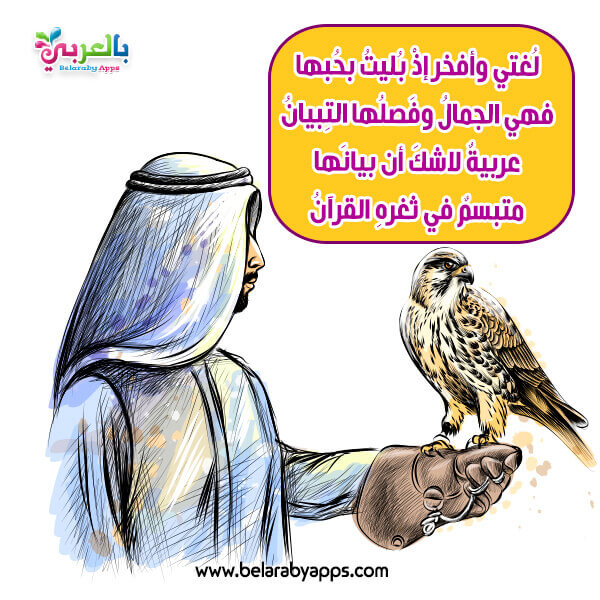 بالعربي
Belaraby Apps
لُغتي وأفخر إذْ بُليتُ بحُبها
فهي الجمالُ وفَصلُها التِبيانُ
عربيةٌ لاشكَ أن بيانَها
متبسمٌ في ثغرهِ القرآنُ
www.belarabyapps.com